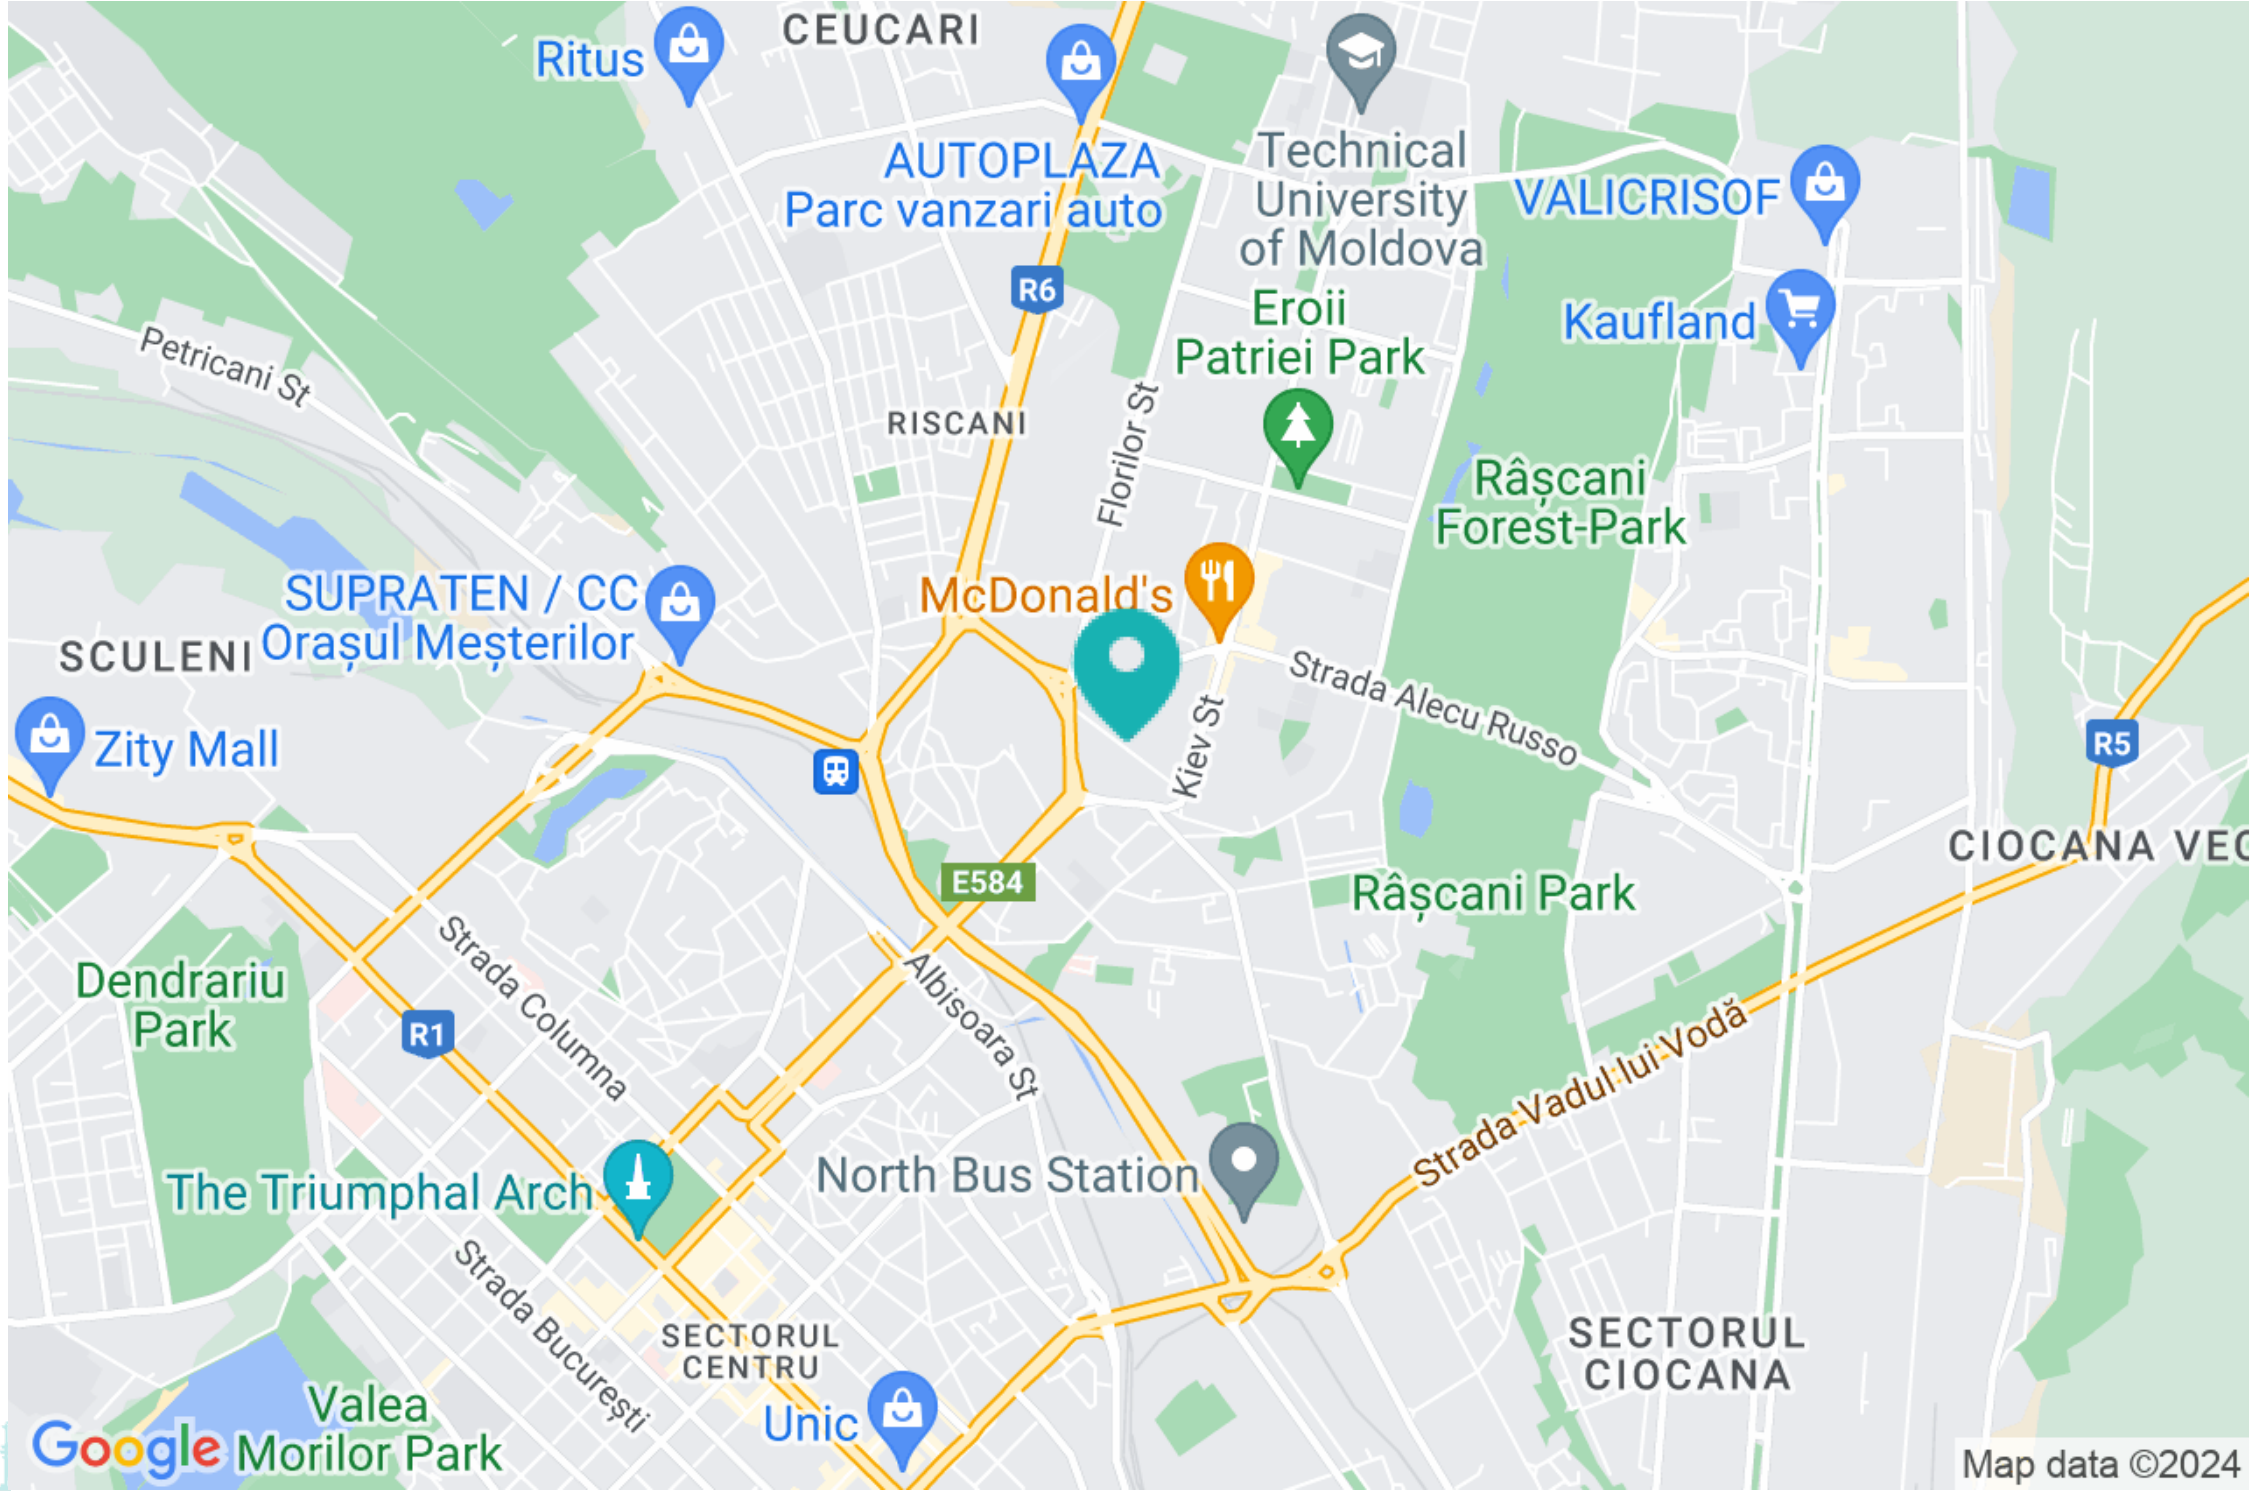 CEUCARI
Ritus
AUTOPLAZA
Parc vanzari auto
Technical
University
of Moldova
VALICRISOF
R6
Eroii
Patriei Park
Kaufland
Petricani St
RISCANI
Florilor St
Râșcani
Forest-Park
SUPRATEN / CC
Orașul Meșterilor
McDonald's
SCULENI
Strada Alecu Russo
Zity Mall
Kiev St
R5
CIOCANA VEC
E584
Râșcani Park
Strada Columna
Albisoara St
Dendrariu
Park
R1
Strada Vadul lui Vodă
North Bus Station
The Triumphal Arch
Strada București
SECTORUL
CENTRU
SECTORUL
CIOCANA
Unic
Valea
Morilor Park
Google
Map data ©2024